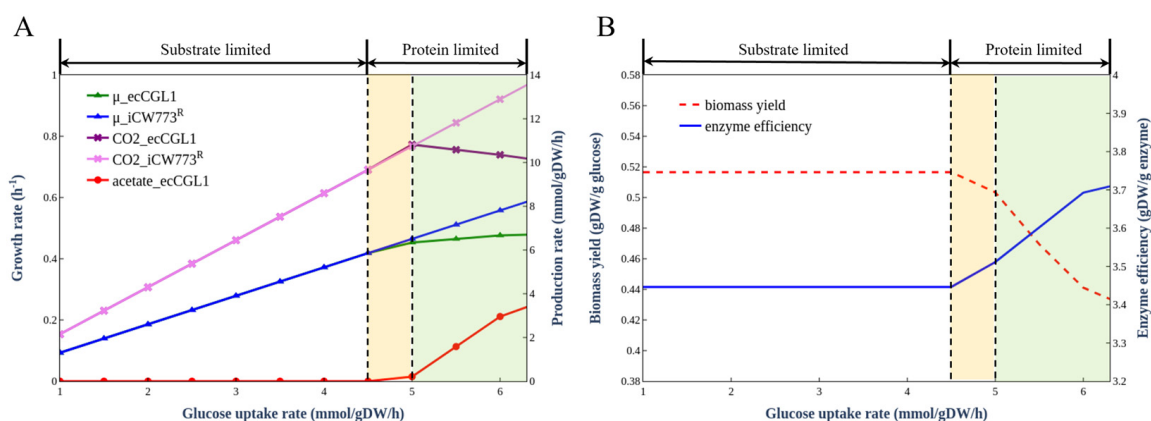 A
Substrate limited
Protein limited
Growth rate (h⁻¹)
1
0.8
0.6
0.4
0.2
0
μ_ecCGL1
μ_iCW773ᴿ
CO2_ecCGL1
CO2_iCW773ᴿ
acetate_ecCGL1
14
12
10
8
6
4
2
0
Production rate (mmol/gDW/h)
1
2
3
4
5
6
Glucose uptake rate (mmol/gDW/h)
B
Substrate limited
Protein limited
Biomass yield (gDW/g glucose)
0.58
0.56
0.54
0.52
0.5
0.48
0.46
0.44
0.42
0.4
0.38
biomass yield
enzyme efficiency
4
3.9
3.8
3.7
3.6
3.5
3.4
3.3
3.2
Enzyme efficiency (gDW/g enzyme)
1
2
3
4
5
6
Glucose uptake rate (mmol/gDW/h)